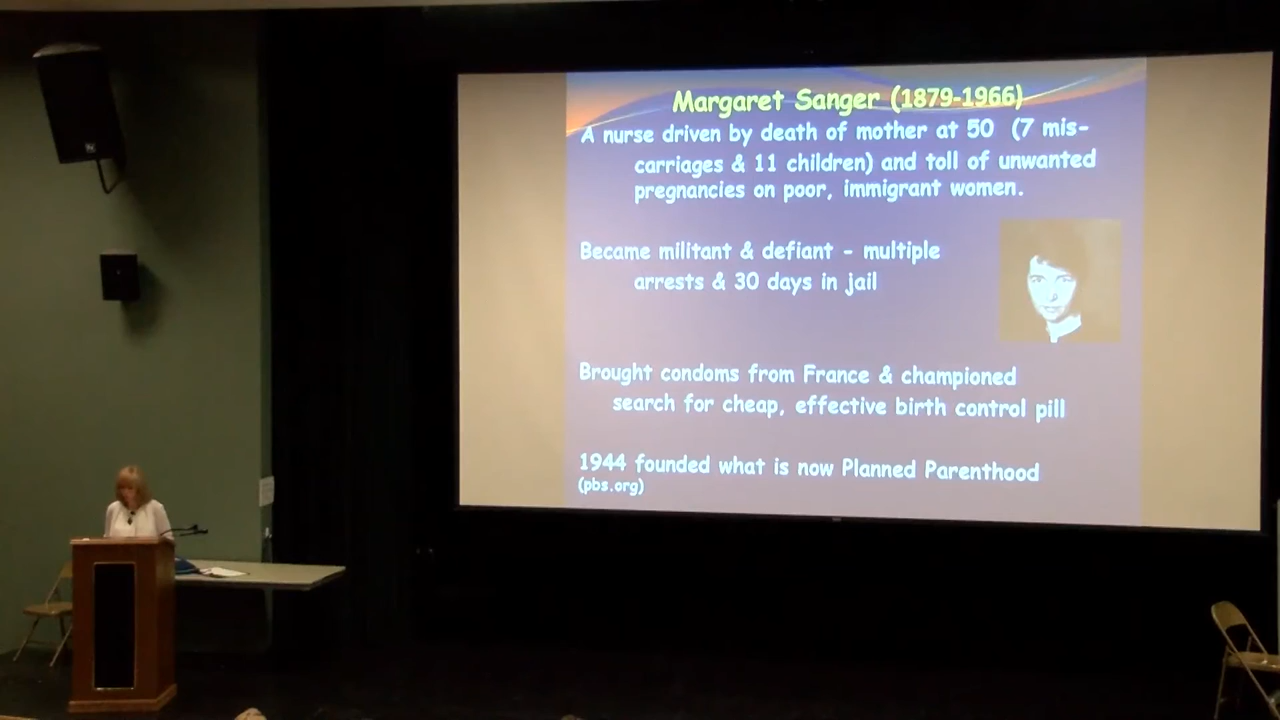 Margaret Sanger (1879-1966)
A nurse driven by death of mother at 50 (7 mis-
carriages & 11 children) and toll of unwanted
pregnancies on poor, immigrant women.
Became militant & defiant - multiple
arrests & 30 days in jail
Brought condoms from France & championed
search for cheap, effective birth control pill
1944 founded what is now Planned Parenthood
(pbs.org)